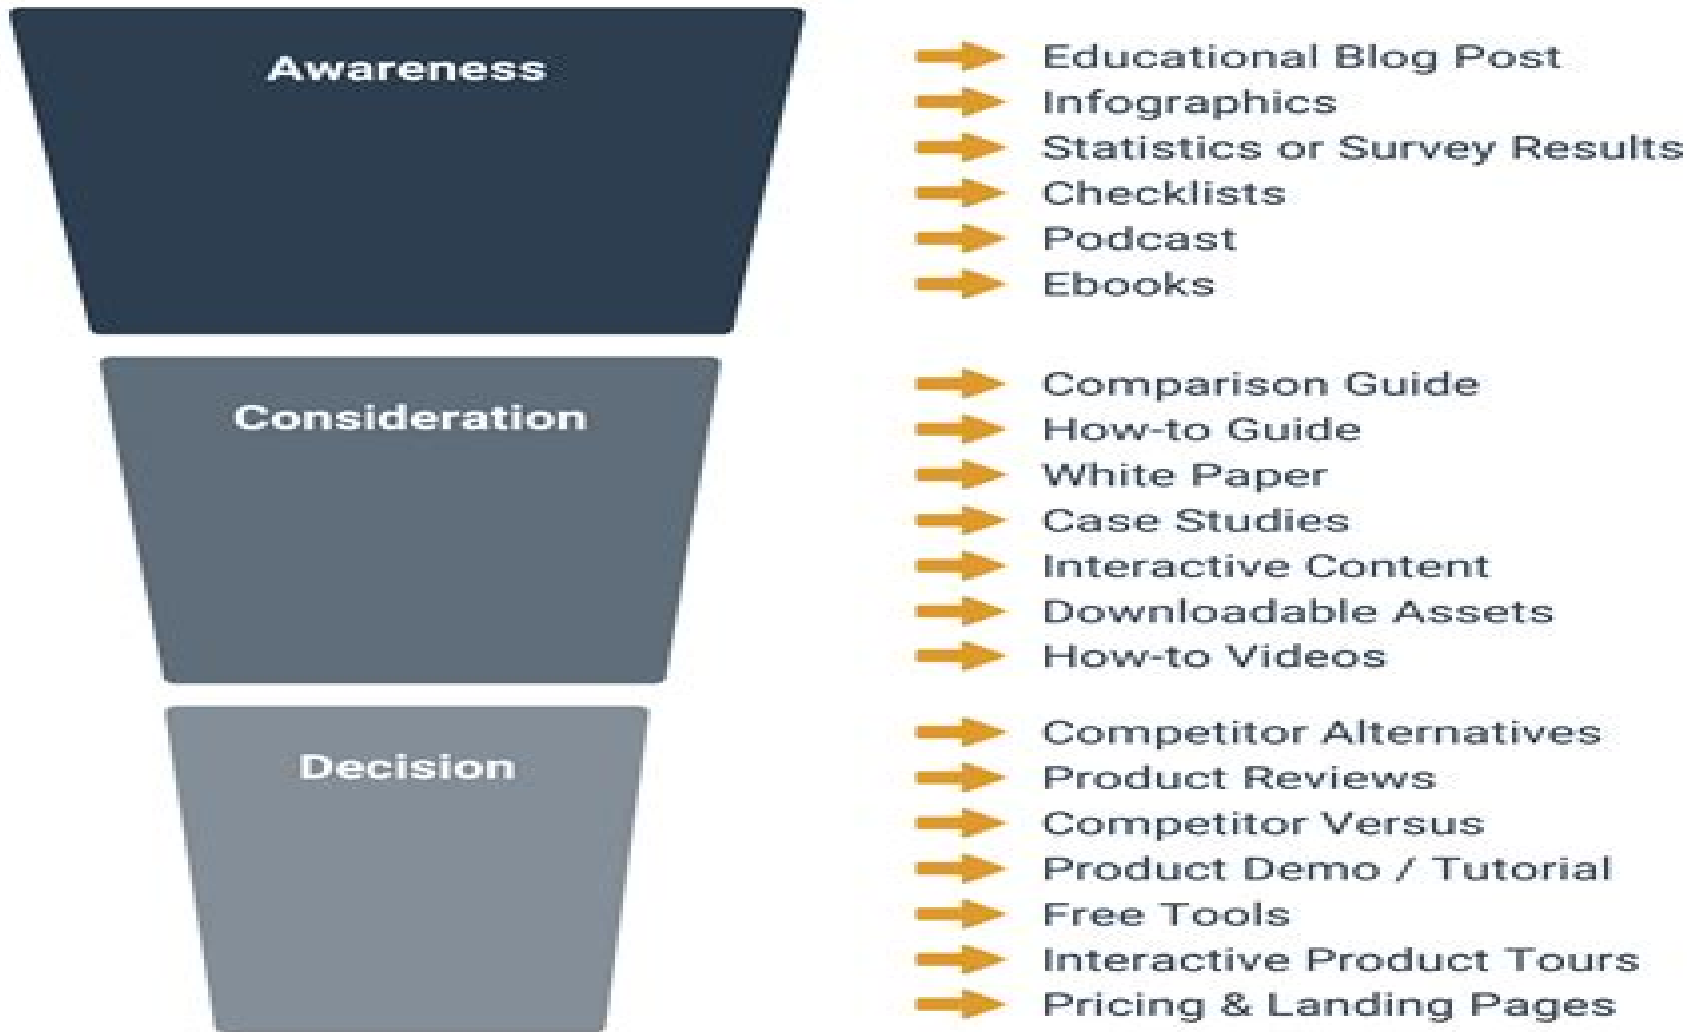 Awareness
Educational Blog Post
Infographics
Statistics or Survey Results
Checklists
Podcast
Ebooks
Consideration
Comparison Guide
How-to Guide
White Paper
Case Studies
Interactive Content
Downloadable Assets
How-to Videos
Decision
Competitor Alternatives
Product Reviews
Competitor Versus
Product Demo / Tutorial
Free Tools
Interactive Product Tours
Pricing & Landing Pages